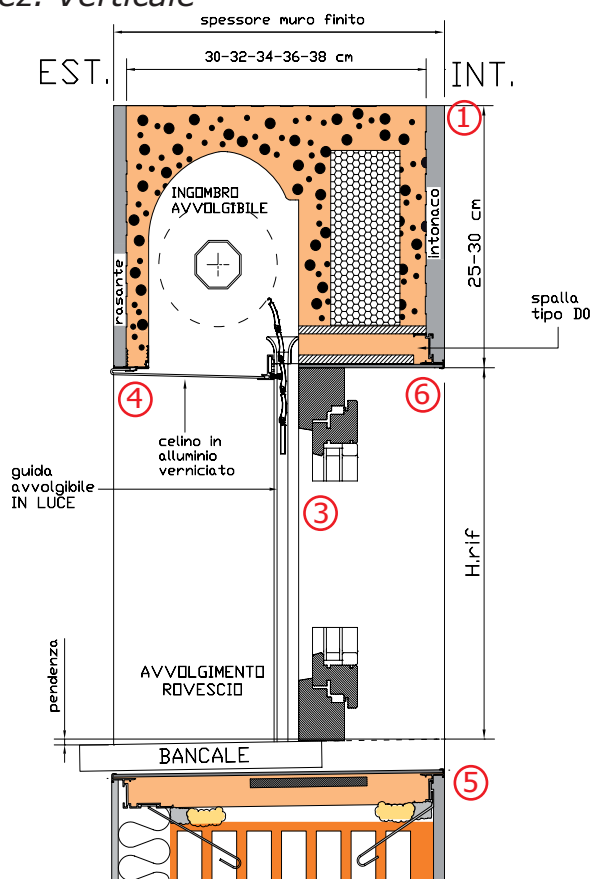 ez. Verticale
spessore muro finito
30-32-34-36-38 cm
EST.
INT.
1
INGOMBRO
AVVOLGIBILE
intonaco
25-30 cm
rasante
spalla
tipo D0
4
6
celino in
alluminio
verniciato
guida
avvolgibile
IN LUCE
3
H.rif
pendenza
AVVOLGIMENTO
ROVESCIO
BANCALE
5